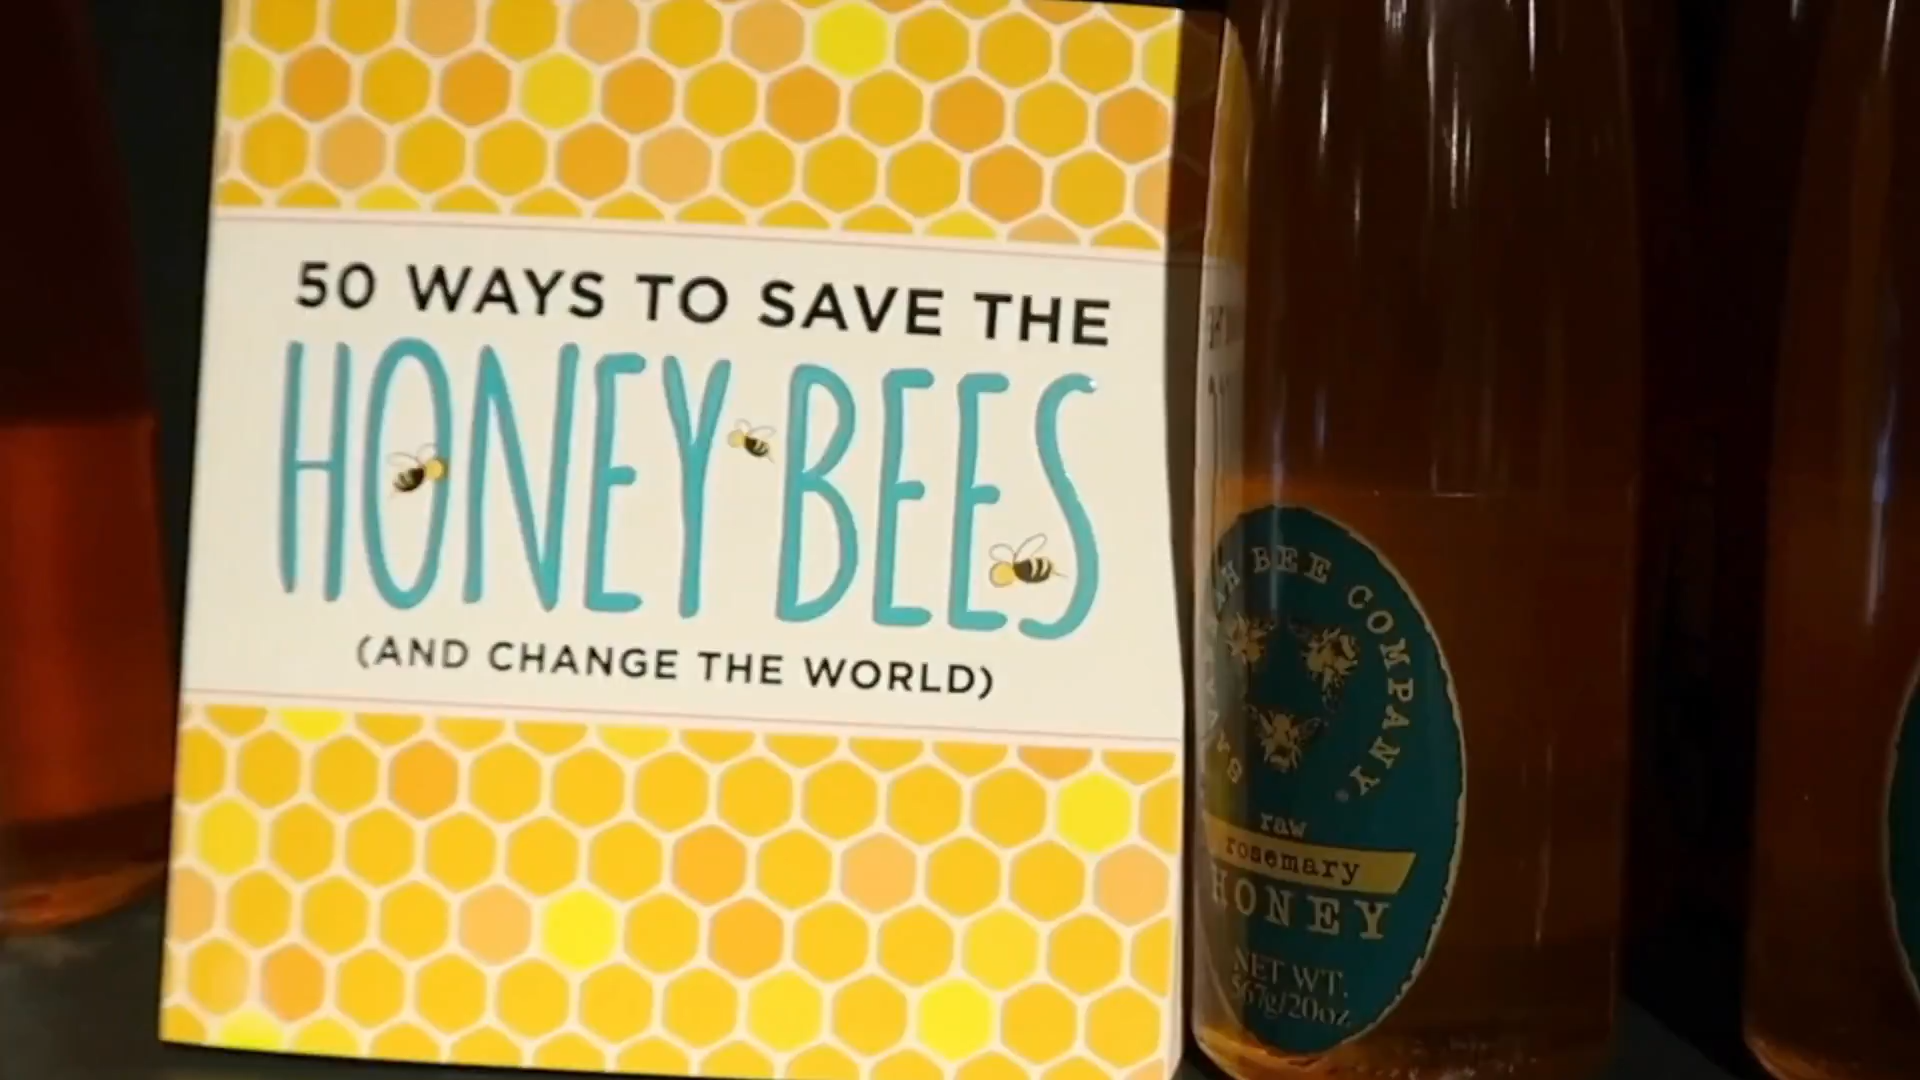 50 WAYS TO SAVE THE
HONEY BEES
(AND CHANGE THE WORLD)
BEE COMPANY
raw
rosemary
HONEY
NET WT.
567g/20oz